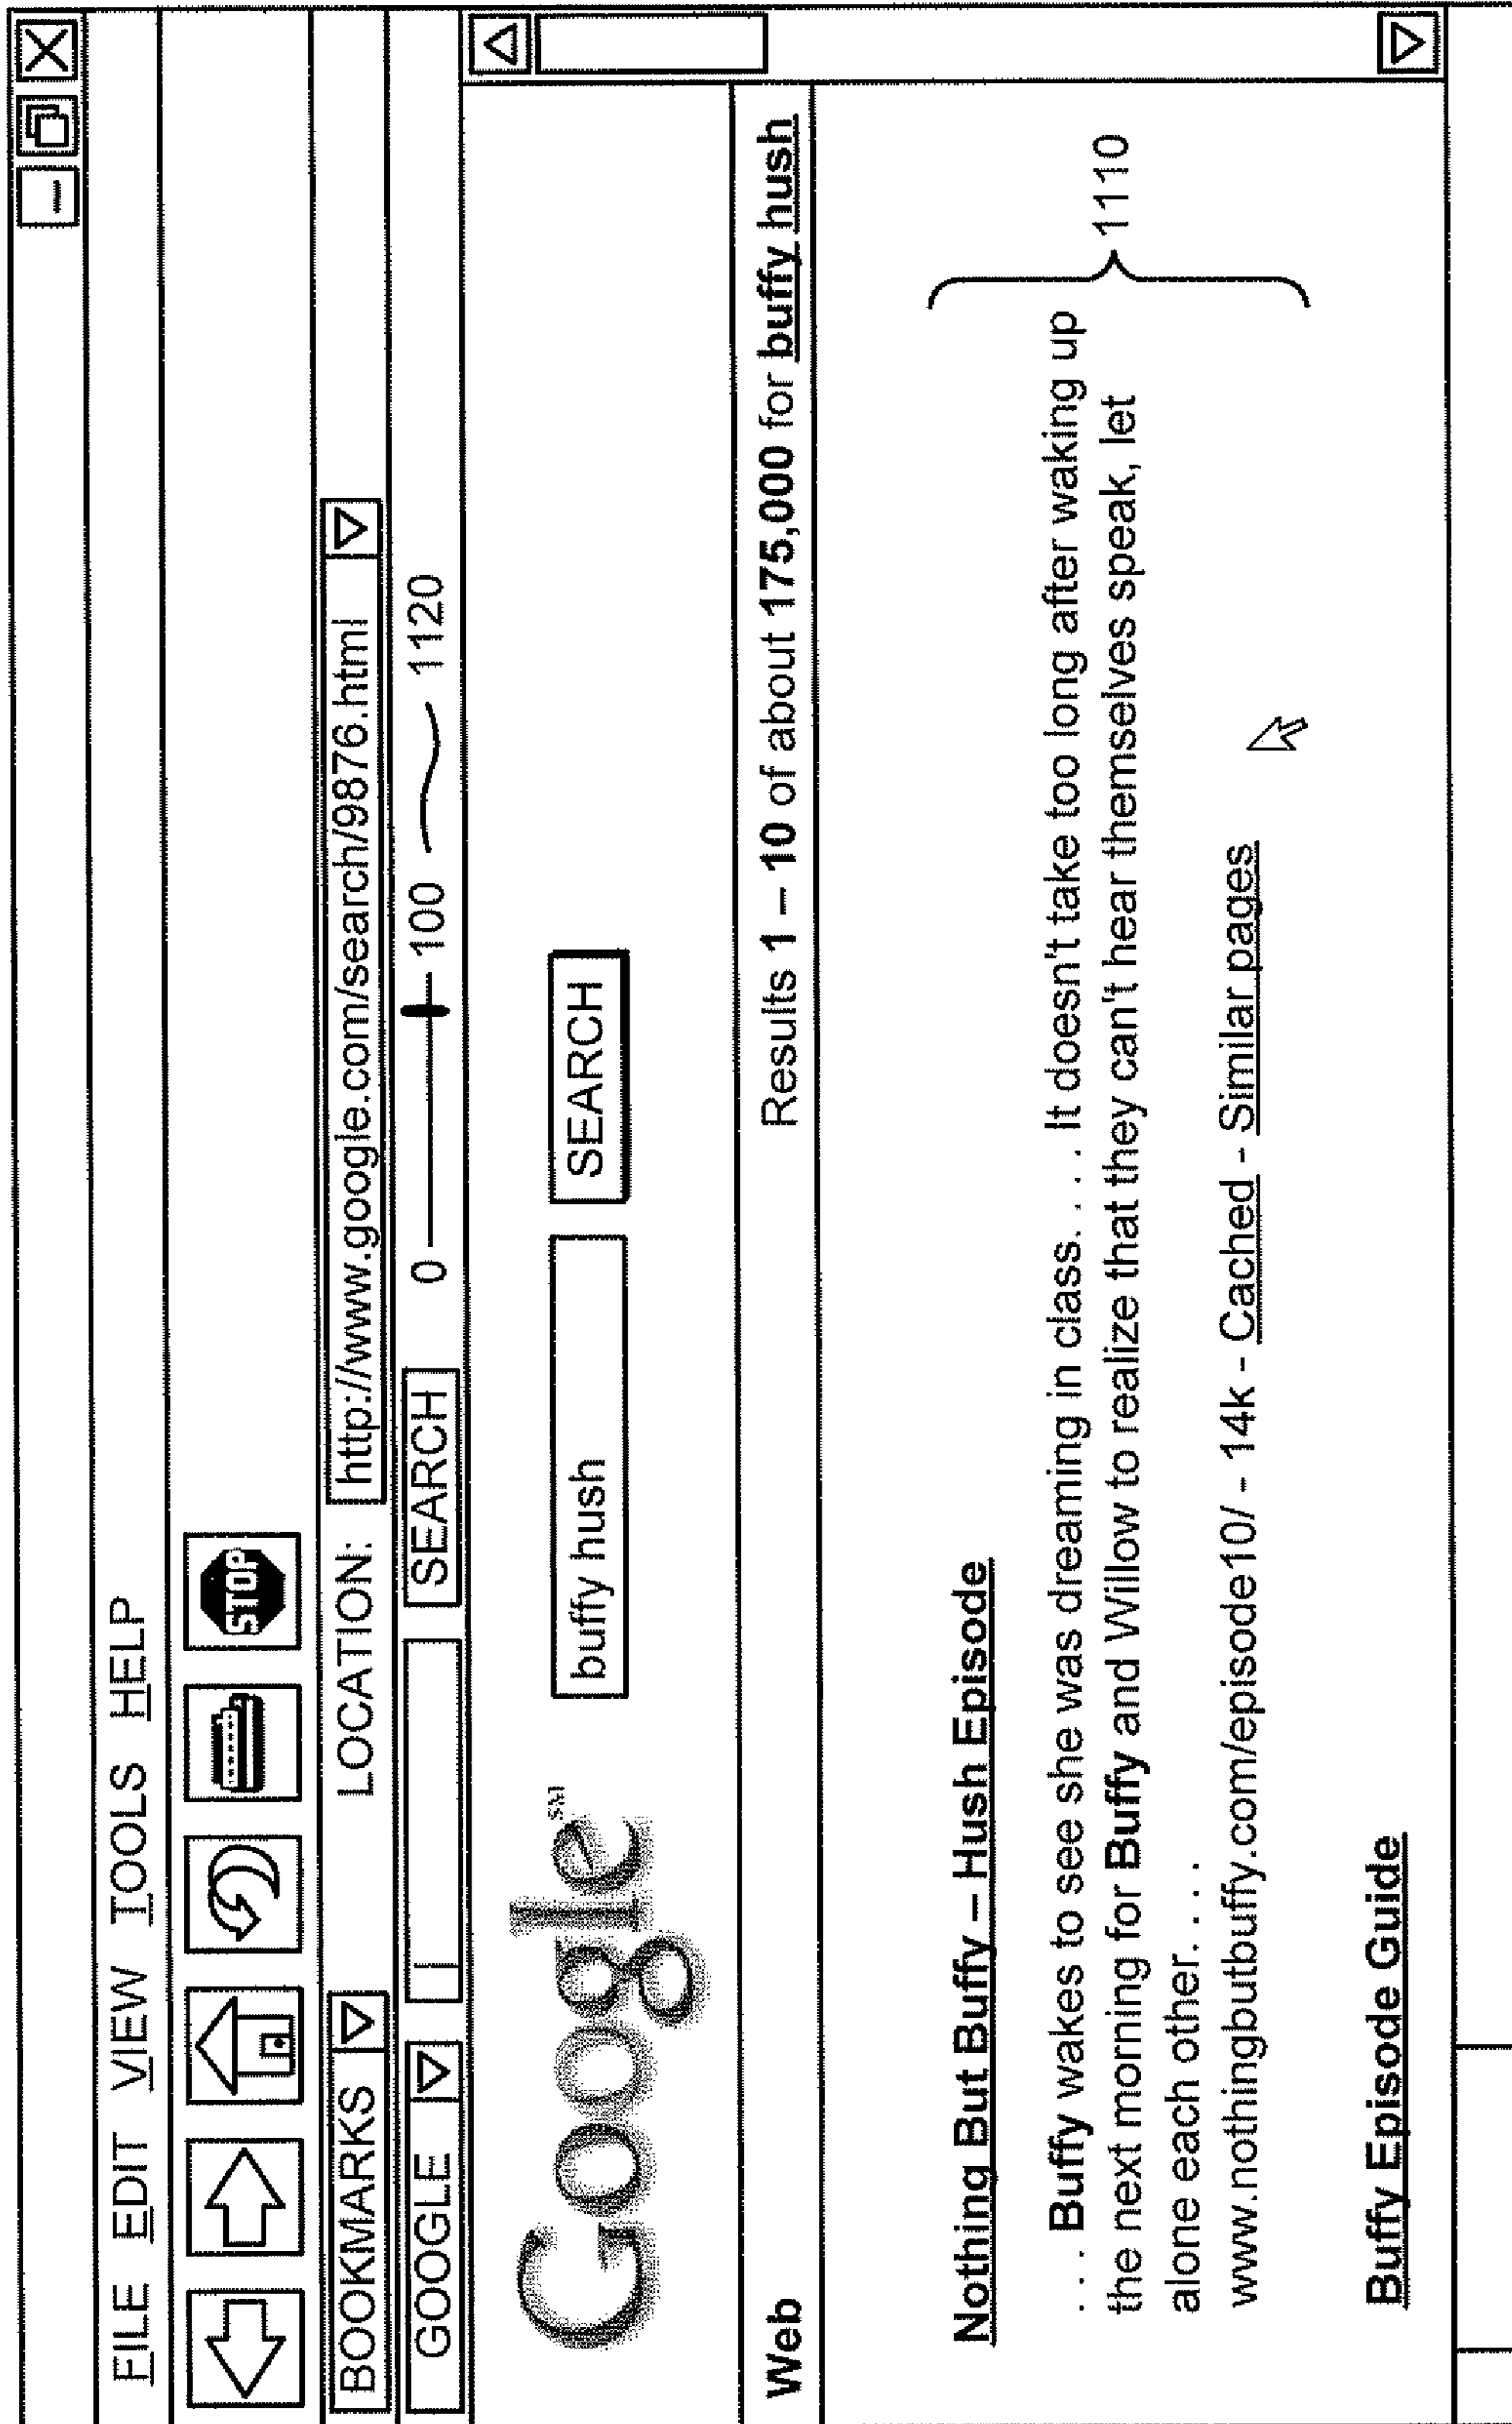 FILE EDIT VIEW TOOLS HELP
STOP
BOOKMARKS LOCATION: http://www.google.com/search/9876.html
GOOGLE SEARCH 0 100 1120
Google SM buffy hush SEARCH
Web Results 1 – 10 of about 175,000 for buffy hush
Nothing But Buffy – Hush Episode
. . . Buffy wakes to see she was dreaming in class. . . . It doesn't take too long after waking up
the next morning for Buffy and Willow to realize that they can't hear themselves speak, let
alone each other. . . .
www.nothingbutbuffy.com/episode10/ - 14k - Cached - Similar pages
1110
Buffy Episode Guide